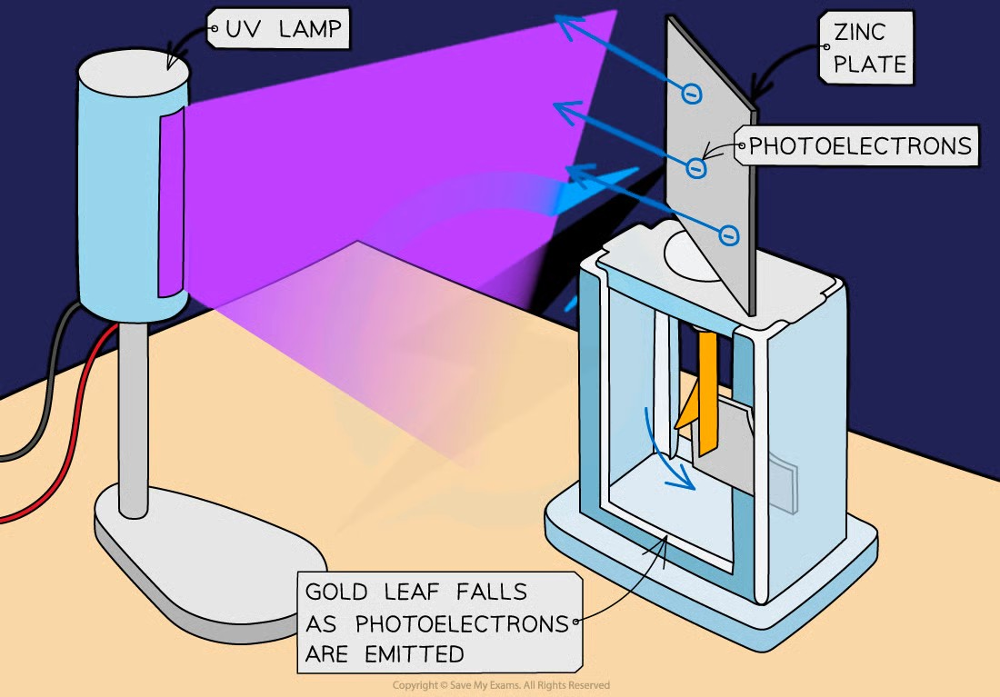 UV LAMP
ZINC
PLATE
PHOTOELECTRONS
GOLD LEAF FALLS
AS PHOTOELECTRONS
ARE EMITTED
Copyright © Save My Exams. All Rights Reserved